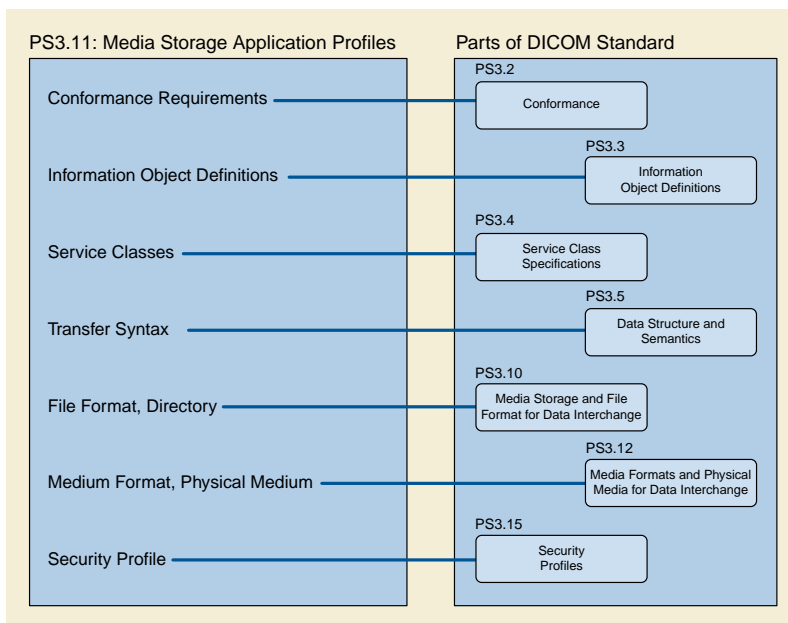 PS3.11: Media Storage Application Profiles
Parts of DICOM Standard
Conformance Requirements
PS3.2
Conformance
Information Object Definitions
PS3.3
Information
Object Definitions
Service Classes
PS3.4
Service Class
Specifications
Transfer Syntax
PS3.5
Data Structure and
Semantics
File Format, Directory
PS3.10
Media Storage and File
Format for Data Interchange
Medium Format, Physical Medium
PS3.12
Media Formats and Physical
Media for Data Interchange
Security Profile
PS3.15
Security
Profiles